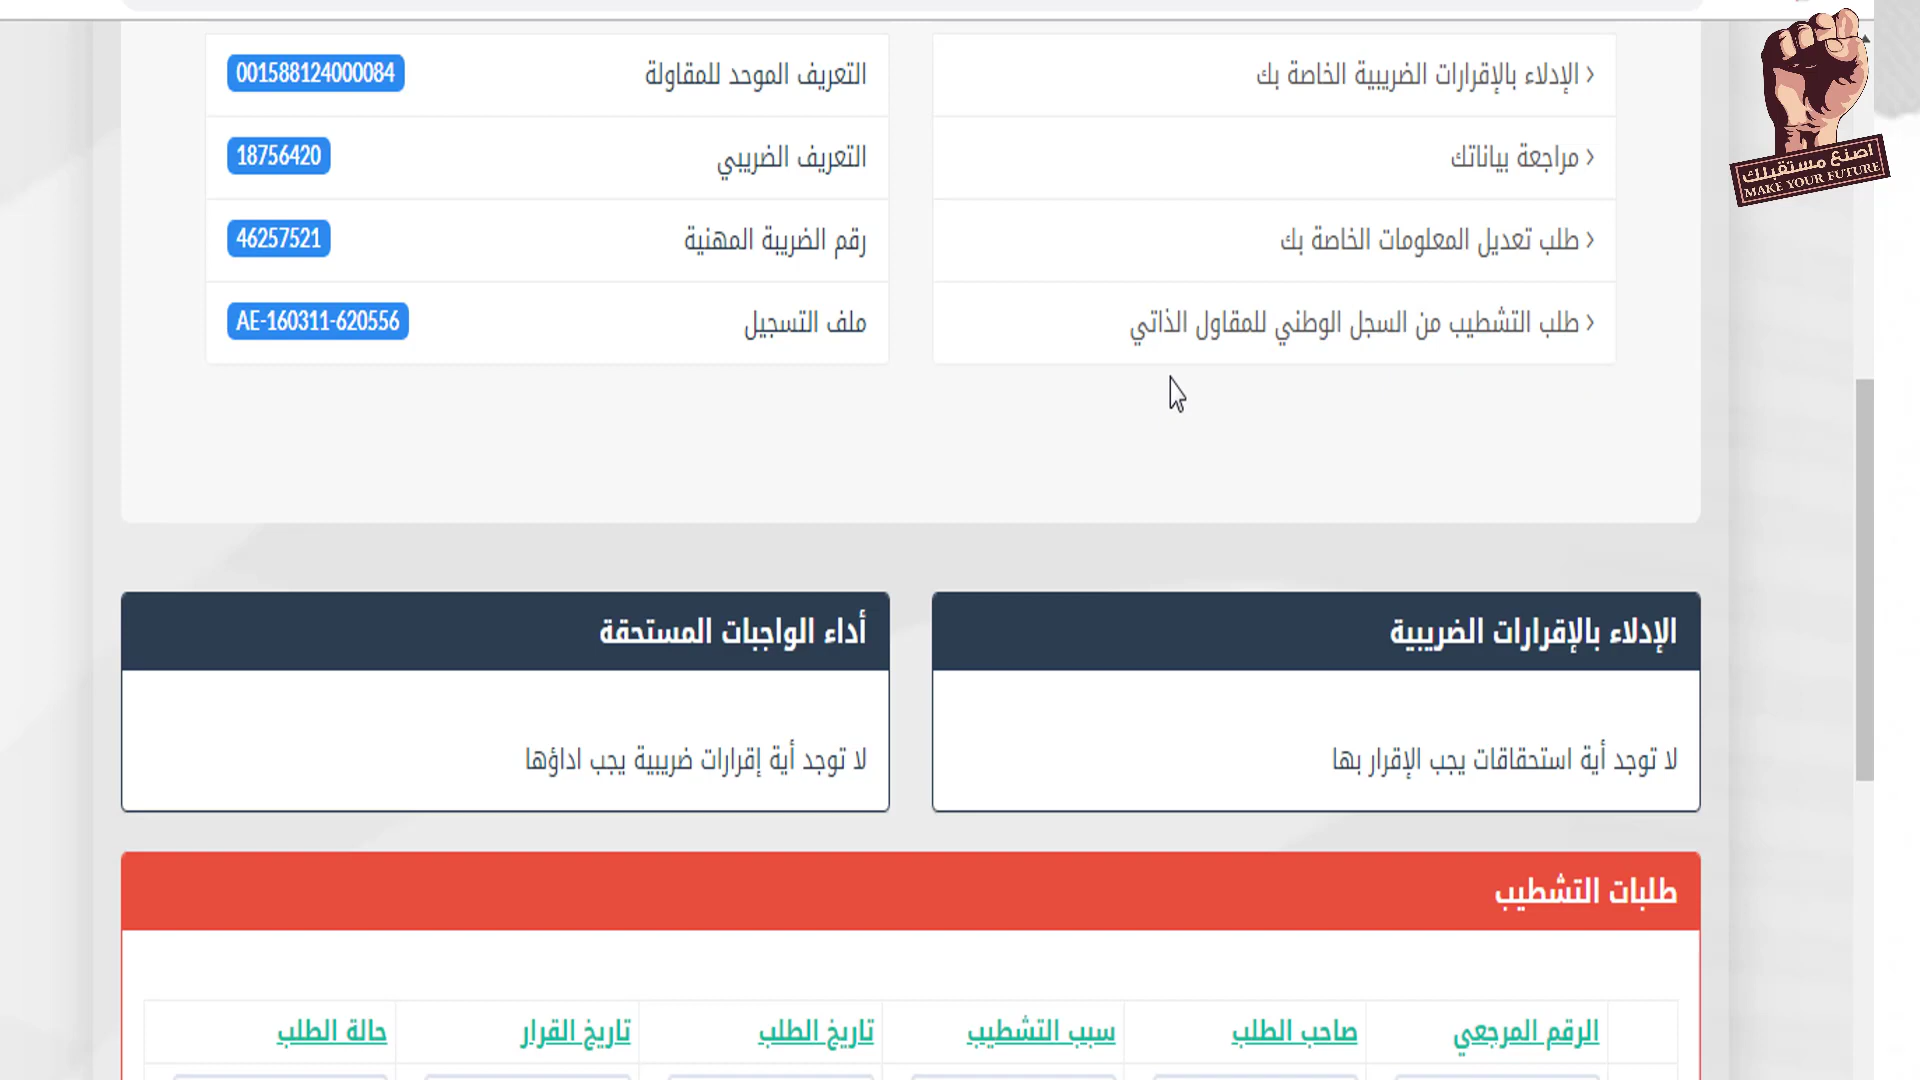 › الإدلاء بالإقرارات الضريبية الخاصة بك
› مراجعة بياناتك
› طلب تعديل المعلومات الخاصة بك
› طلب التشطيب من السجل الوطني للمقاول الذاتي
التعريف الموحد للمقاولة 001588124000084
التعريف الضريبي 18756420
رقم الضريبة المهنية 46257521
ملف التسجيل AE-160311-620556
اصنع مستقبلك
MAKE YOUR FUTURE
الإدلاء بالإقرارات الضريبية
لا توجد أية استحقاقات يجب الإقرار بها
أداء الواجبات المستحقة
لا توجد أية إقرارات ضريبية يجب اداؤها
طلبات التشطيب
الرقم المرجعي صاحب الطلب سبب التشطيب تاريخ الطلب تاريخ القرار حالة الطلب